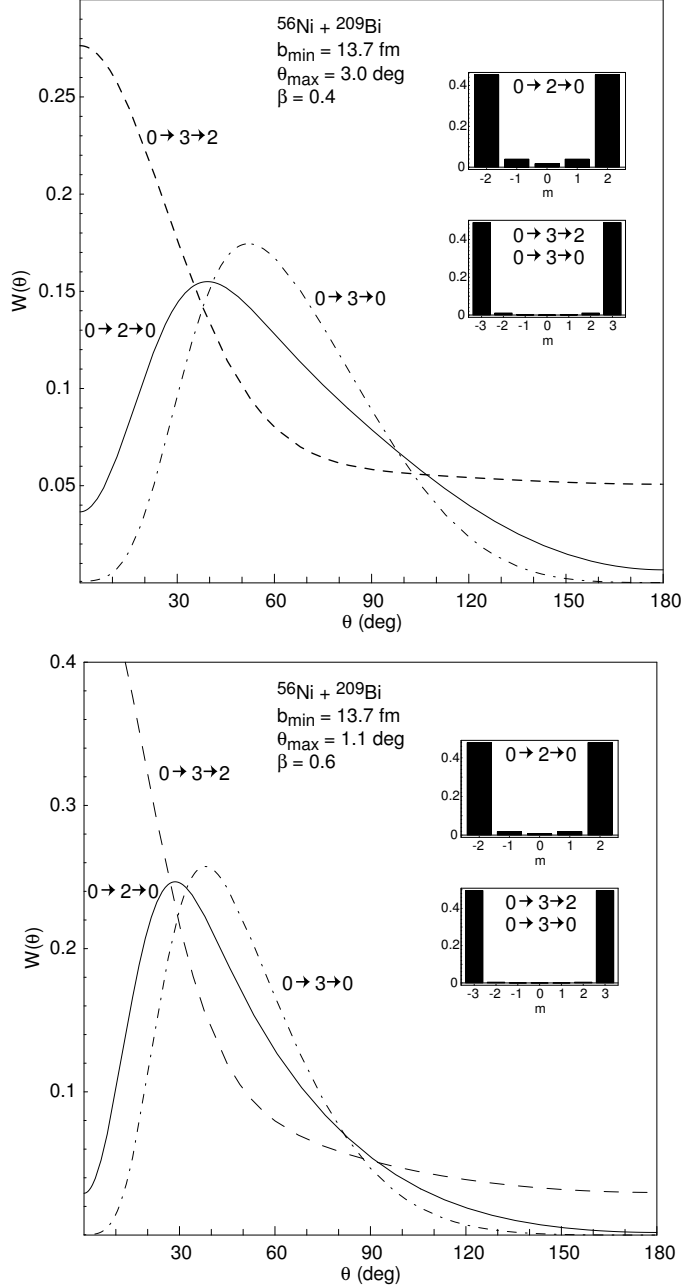 ⁵⁶Ni + ²⁰⁹Bi
b_min = 13.7 fm
θ_max = 3.0 deg
β = 0.4
0→3→2
0→2→0
0→3→0
W(θ)
0.25
0.2
0.15
0.1
0.05
30 60 90 120 150 180
θ (deg)
0→2→0
0.4
0.2
0
-2 -1 0 1 2
m
0→3→2
0→3→0
0.4
0.2
0
-3 -2 -1 0 1 2 3
m
⁵⁶Ni + ²⁰⁹Bi
b_min = 13.7 fm
θ_max = 1.1 deg
β = 0.6
0→3→2
0→2→0
0→3→0
W(θ)
0.4
0.3
0.2
0.1
30 60 90 120 150 180
θ (deg)
0→2→0
0.4
0.2
0
-2 -1 0 1 2
m
0→3→2
0→3→0
0.4
0.2
0
-3 -2 -1 0 1 2 3
m